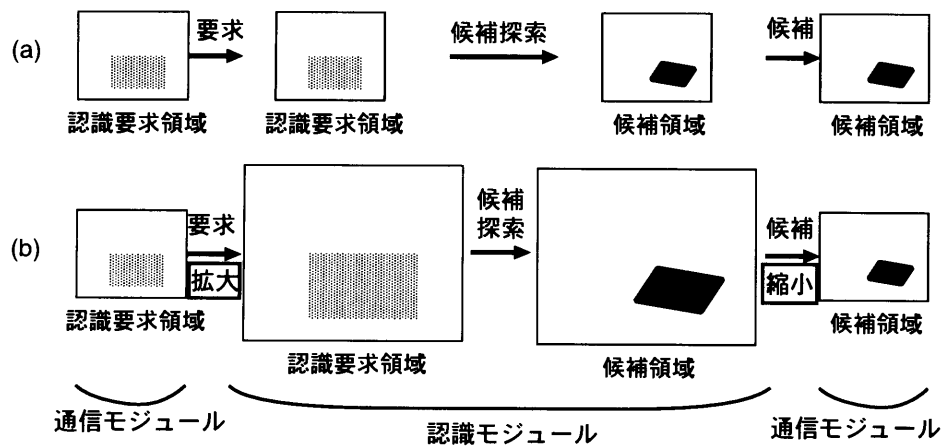 (a)
要求
候補探索
候補
認識要求領域
認識要求領域
候補領域
候補領域
(b)
要求
拡大
候補
探索
候補
縮小
認識要求領域
認識要求領域
候補領域
候補領域
通信モジュール
認識モジュール
通信モジュール